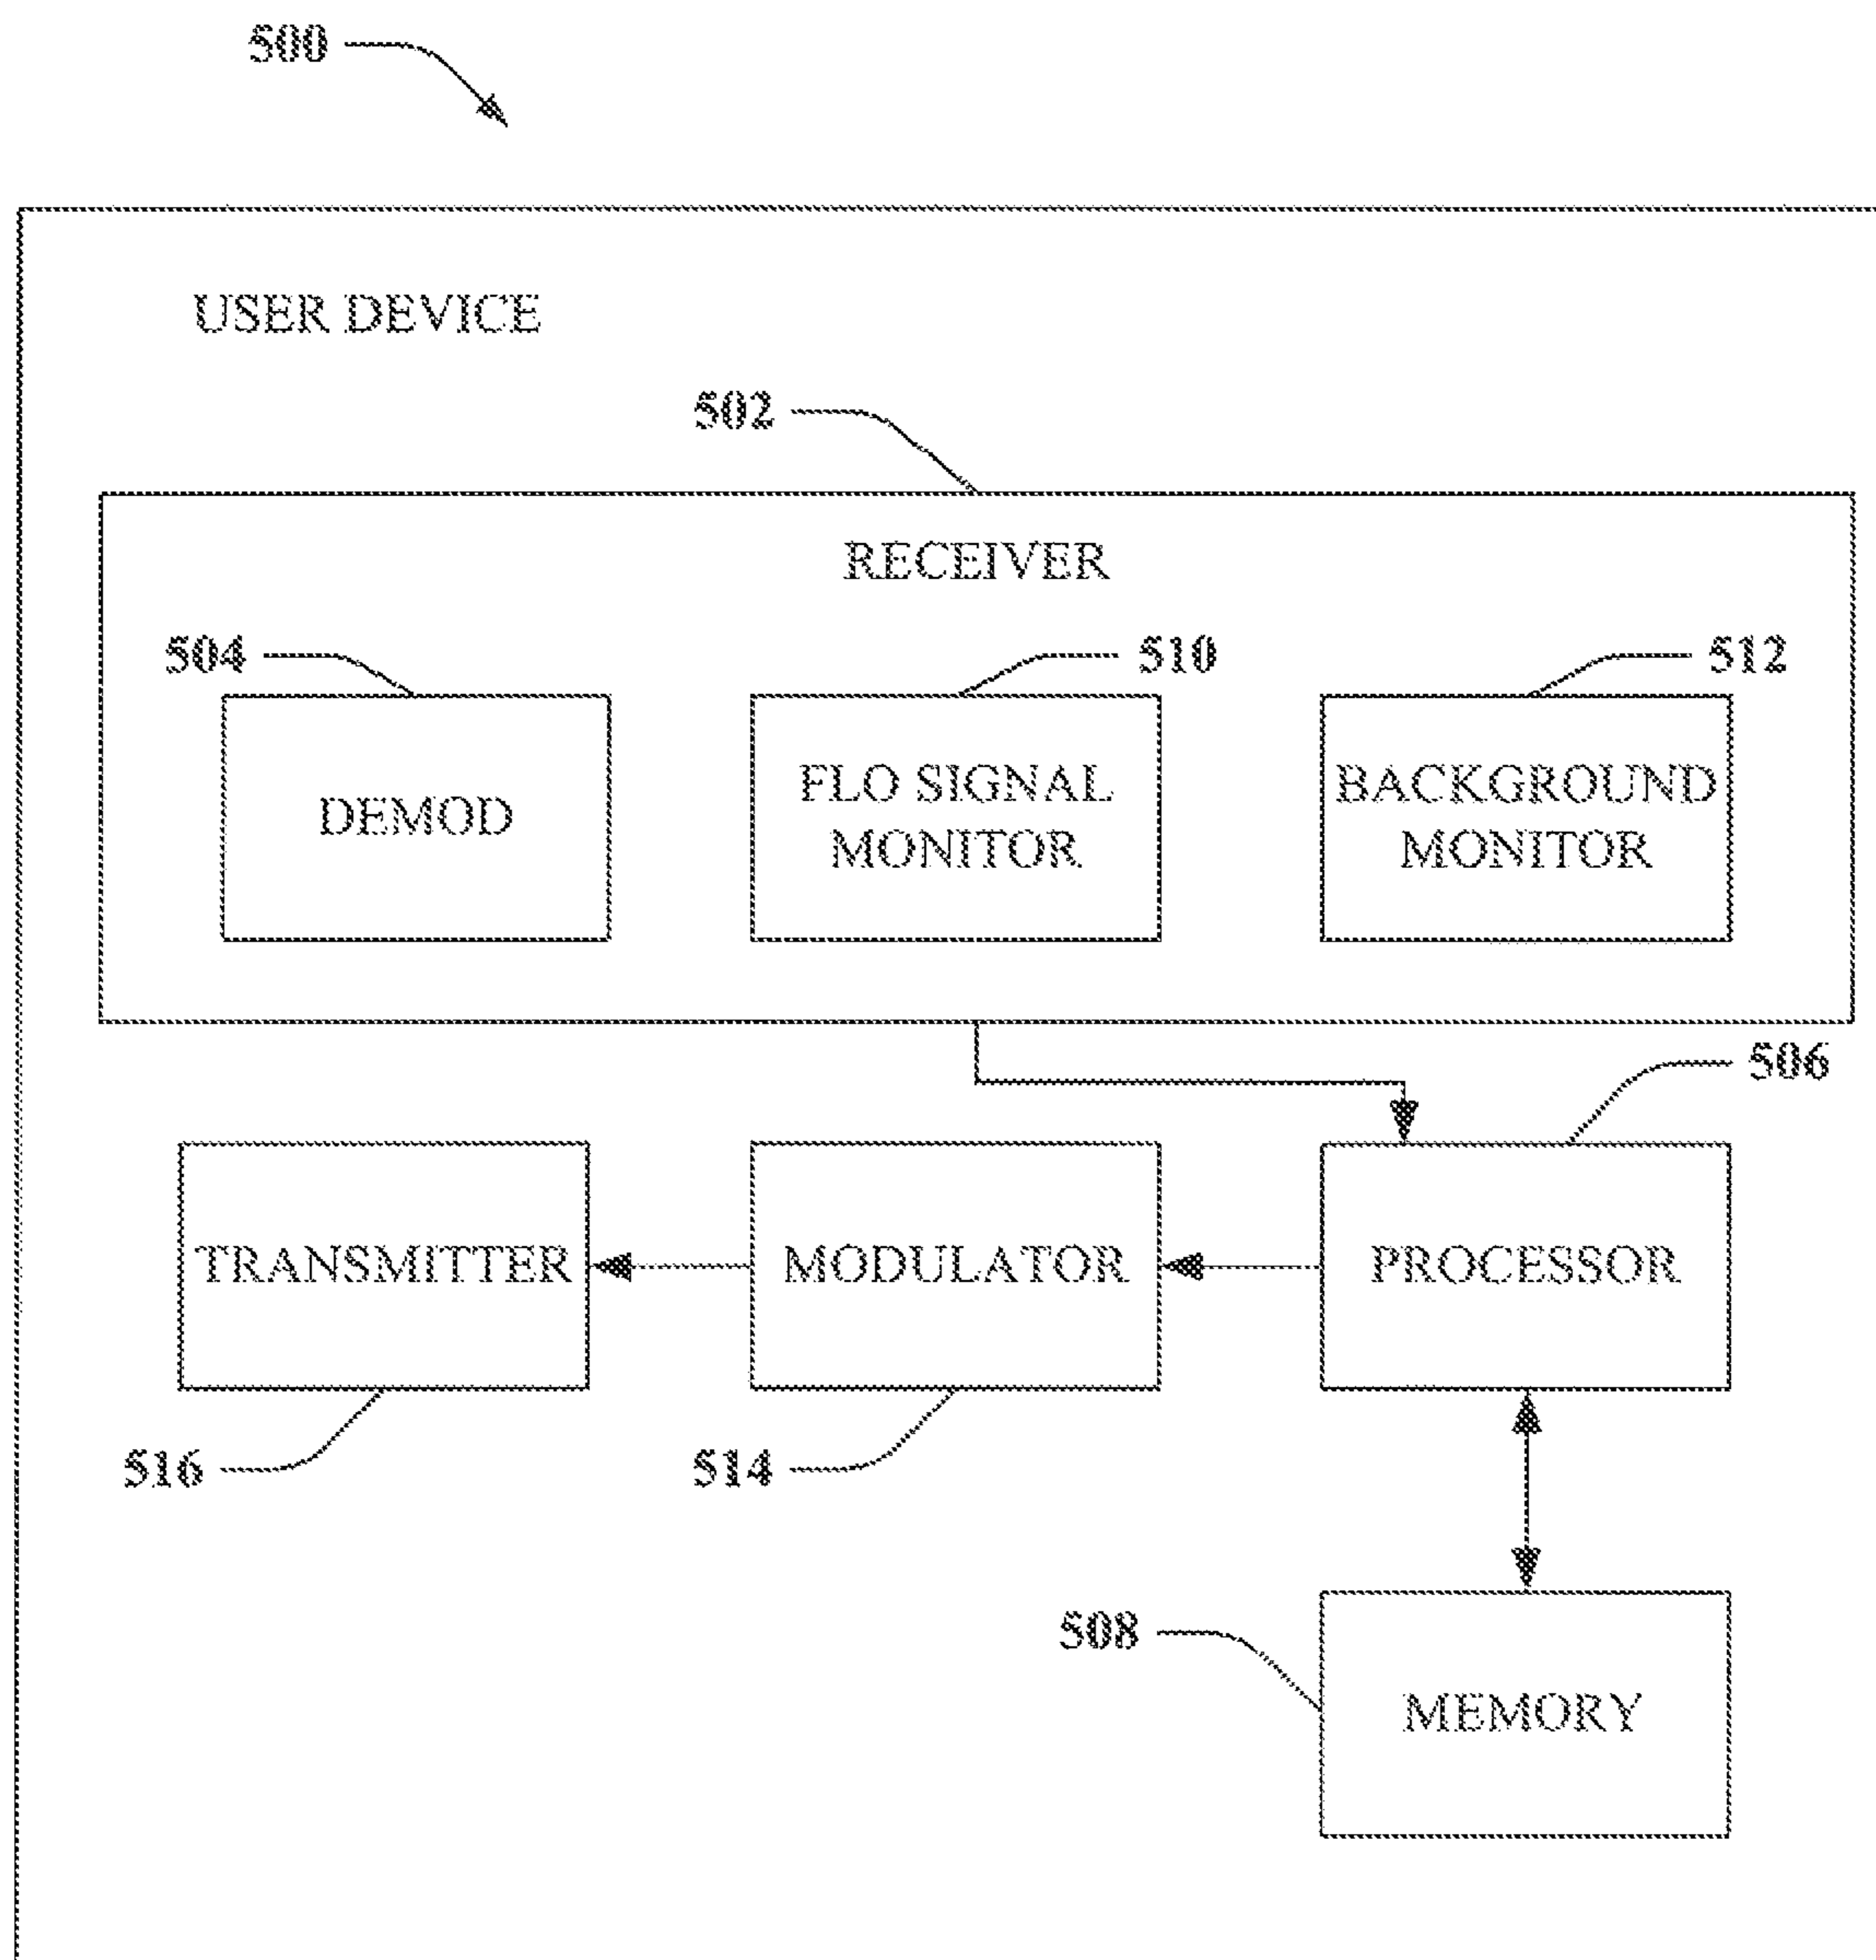 500
USER DEVICE
502
RECEIVER
504
510
512
DEMOD
FLO SIGNAL
MONITOR
BACKGROUND
MONITOR
506
TRANSMITTER
MODULATOR
PROCESSOR
516
514
508
MEMORY